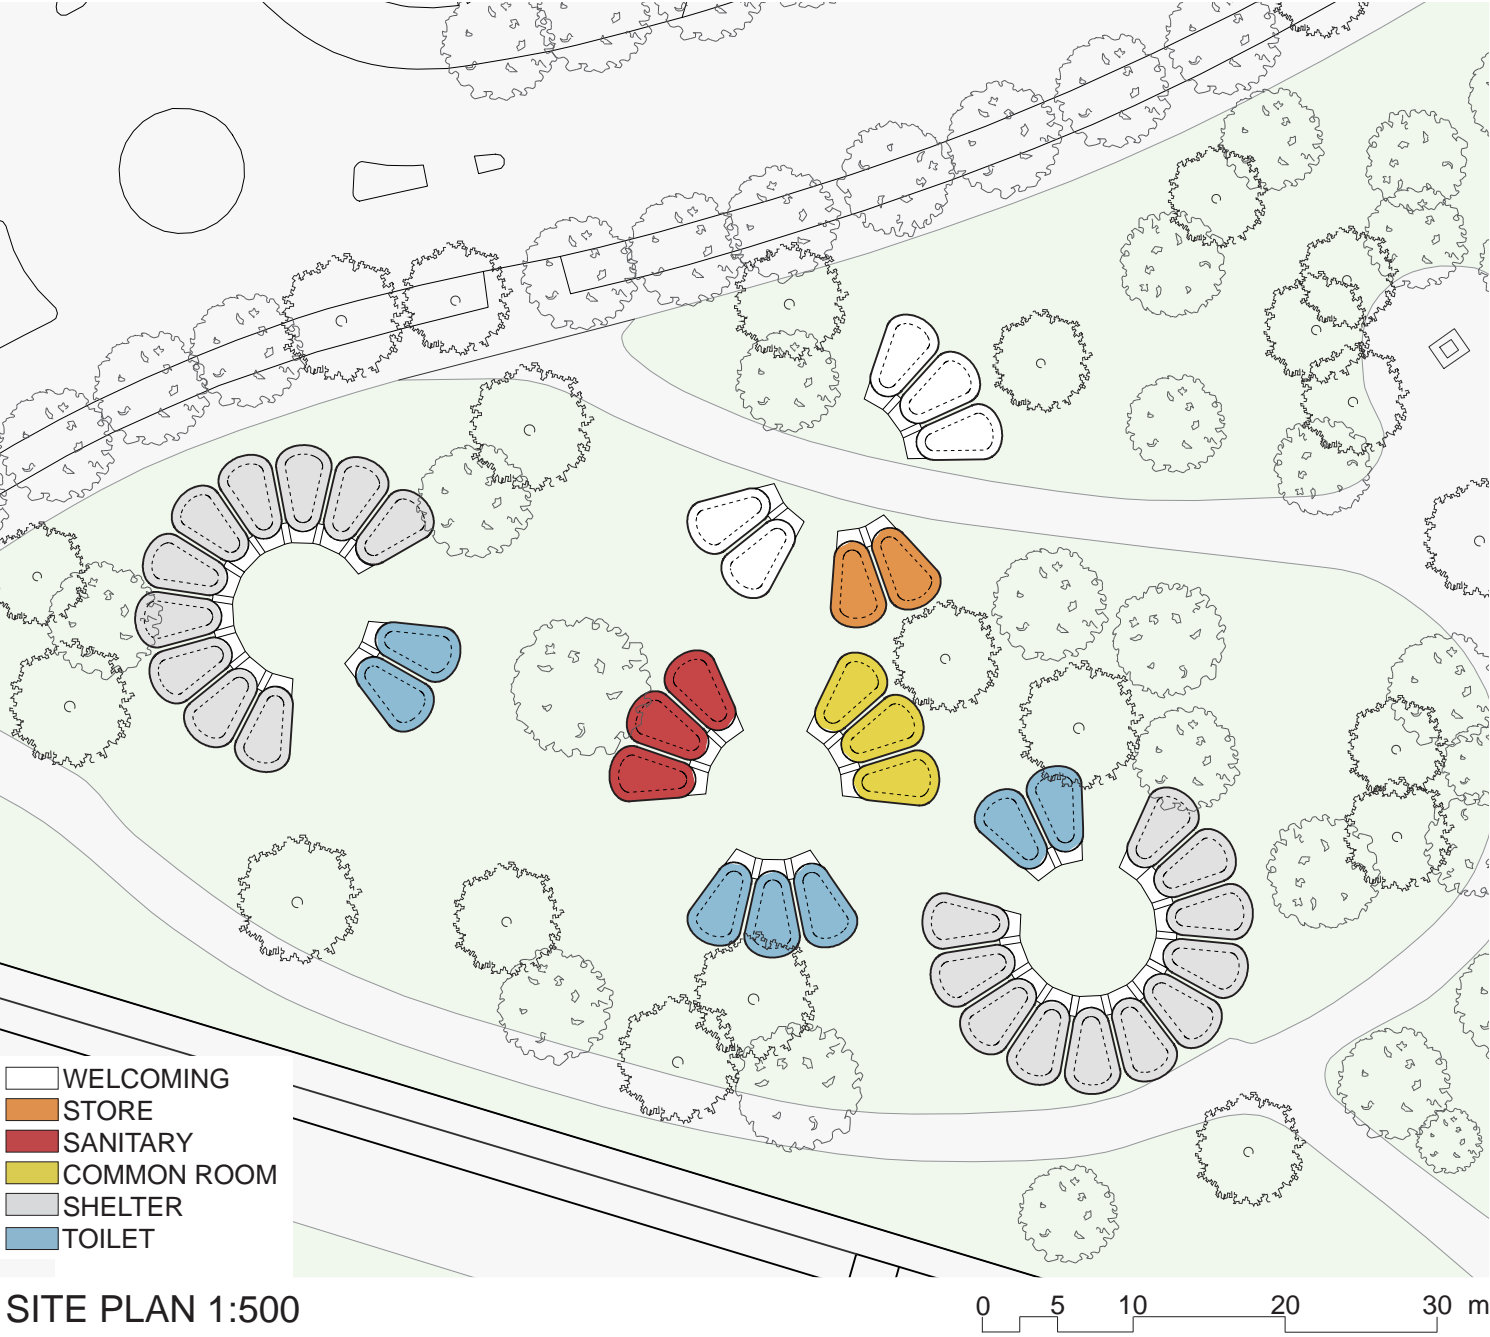 WELCOMING
STORE
SANITARY
COMMON ROOM
SHELTER
TOILET
SITE PLAN 1:500
0 5 10 20 30 m